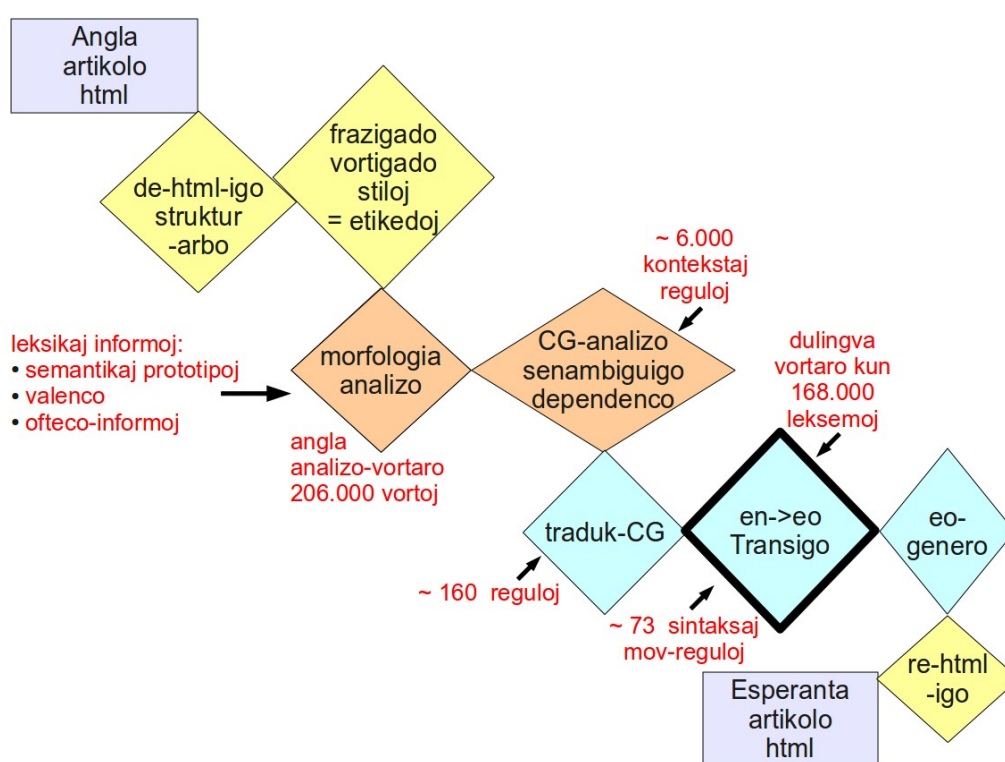 Angla
artikolo
html
de-html-igo
struktur
-arbo
frazigado
vortigado
stiloj
= etikedoj
~ 6.000
kontekstaj
reguloj
leksikaj informoj:
• semantikaj prototipoj
• valenco
• ofteco-informoj
morfologia
analizo
CG-analizo
senambiguigo
dependenco
dulingva
vortaro kun
168.000
leksemoj
angla
analizo-vortaro
206.000 vortoj
traduk-CG
en->eo
Transigo
eo-
genero
~ 160 reguloj
~ 73 sintaksaj
mov-reguloj
re-html
-igo
Esperanta
artikolo
html